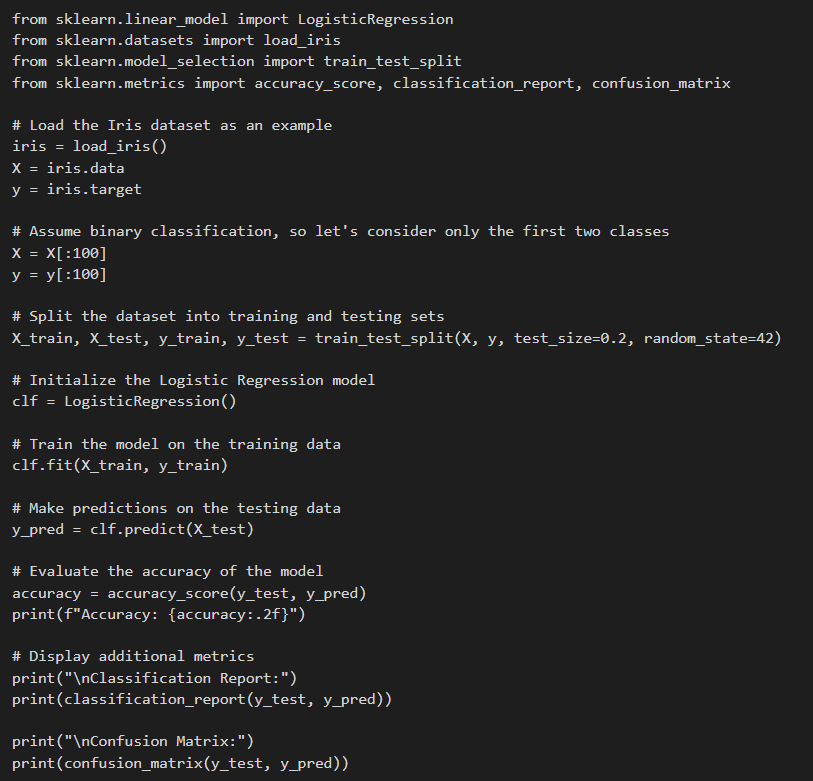 from sklearn.linear_model import LogisticRegression
from sklearn.datasets import load_iris
from sklearn.model_selection import train_test_split
from sklearn.metrics import accuracy_score, classification_report, confusion_matrix

# Load the Iris dataset as an example
iris = load_iris()
X = iris.data
y = iris.target

# Assume binary classification, so let's consider only the first two classes
X = X[:100]
y = y[:100]

# Split the dataset into training and testing sets
X_train, X_test, y_train, y_test = train_test_split(X, y, test_size=0.2, random_state=42)

# Initialize the Logistic Regression model
clf = LogisticRegression()

# Train the model on the training data
clf.fit(X_train, y_train)

# Make predictions on the testing data
y_pred = clf.predict(X_test)

# Evaluate the accuracy of the model
accuracy = accuracy_score(y_test, y_pred)
print(f"Accuracy: {accuracy:.2f}")

# Display additional metrics
print("\nClassification Report:")
print(classification_report(y_test, y_pred))

print("\nConfusion Matrix:")
print(confusion_matrix(y_test, y_pred))